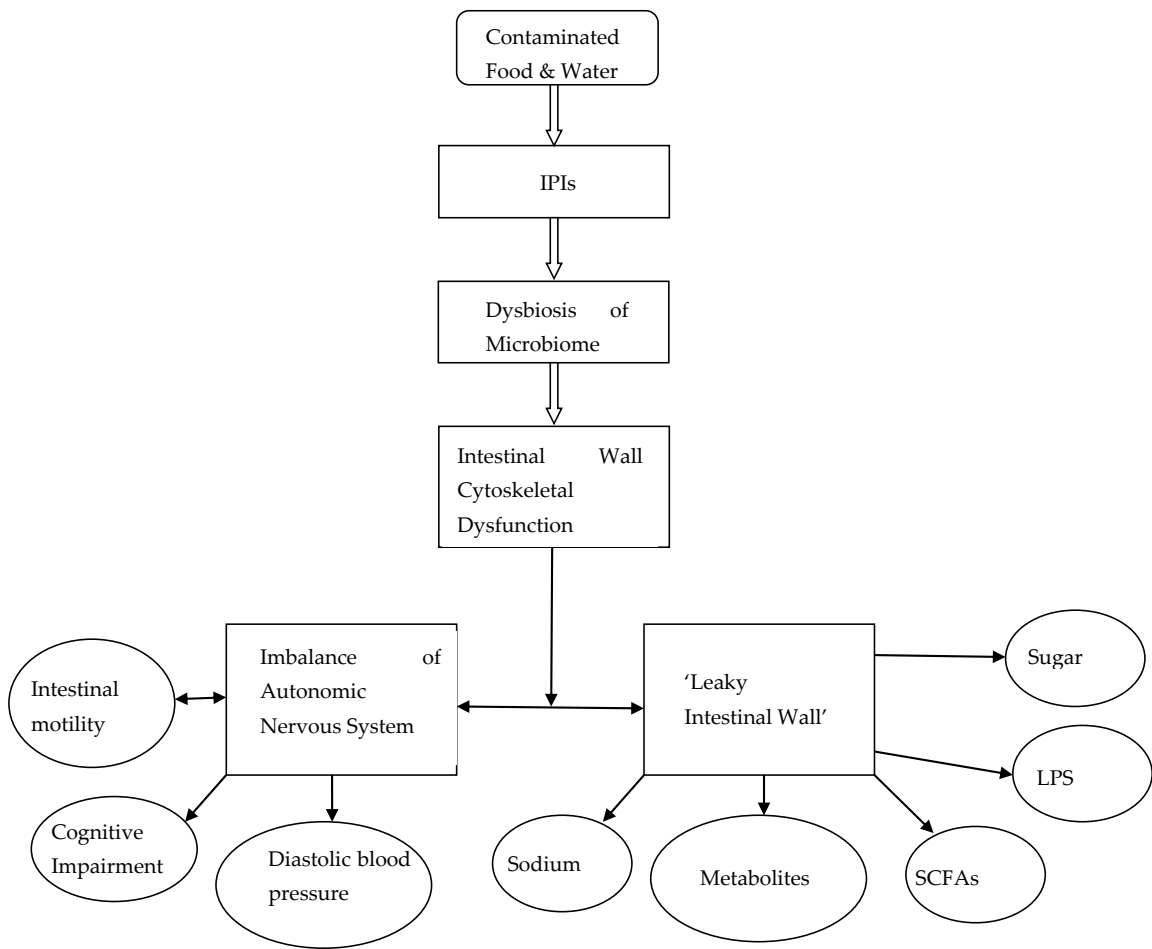 Contaminated
Food & Water
IPIs
Dysbiosis of
Microbiome
Intestinal Wall
Cytoskeletal
Dysfunction
Imbalance of
Autonomic
Nervous System
‘Leaky
Intestinal Wall’
Intestinal
motility
Cognitive
Impairment
Diastolic blood
pressure
Sodium
Metabolites
SCFAs
LPS
Sugar